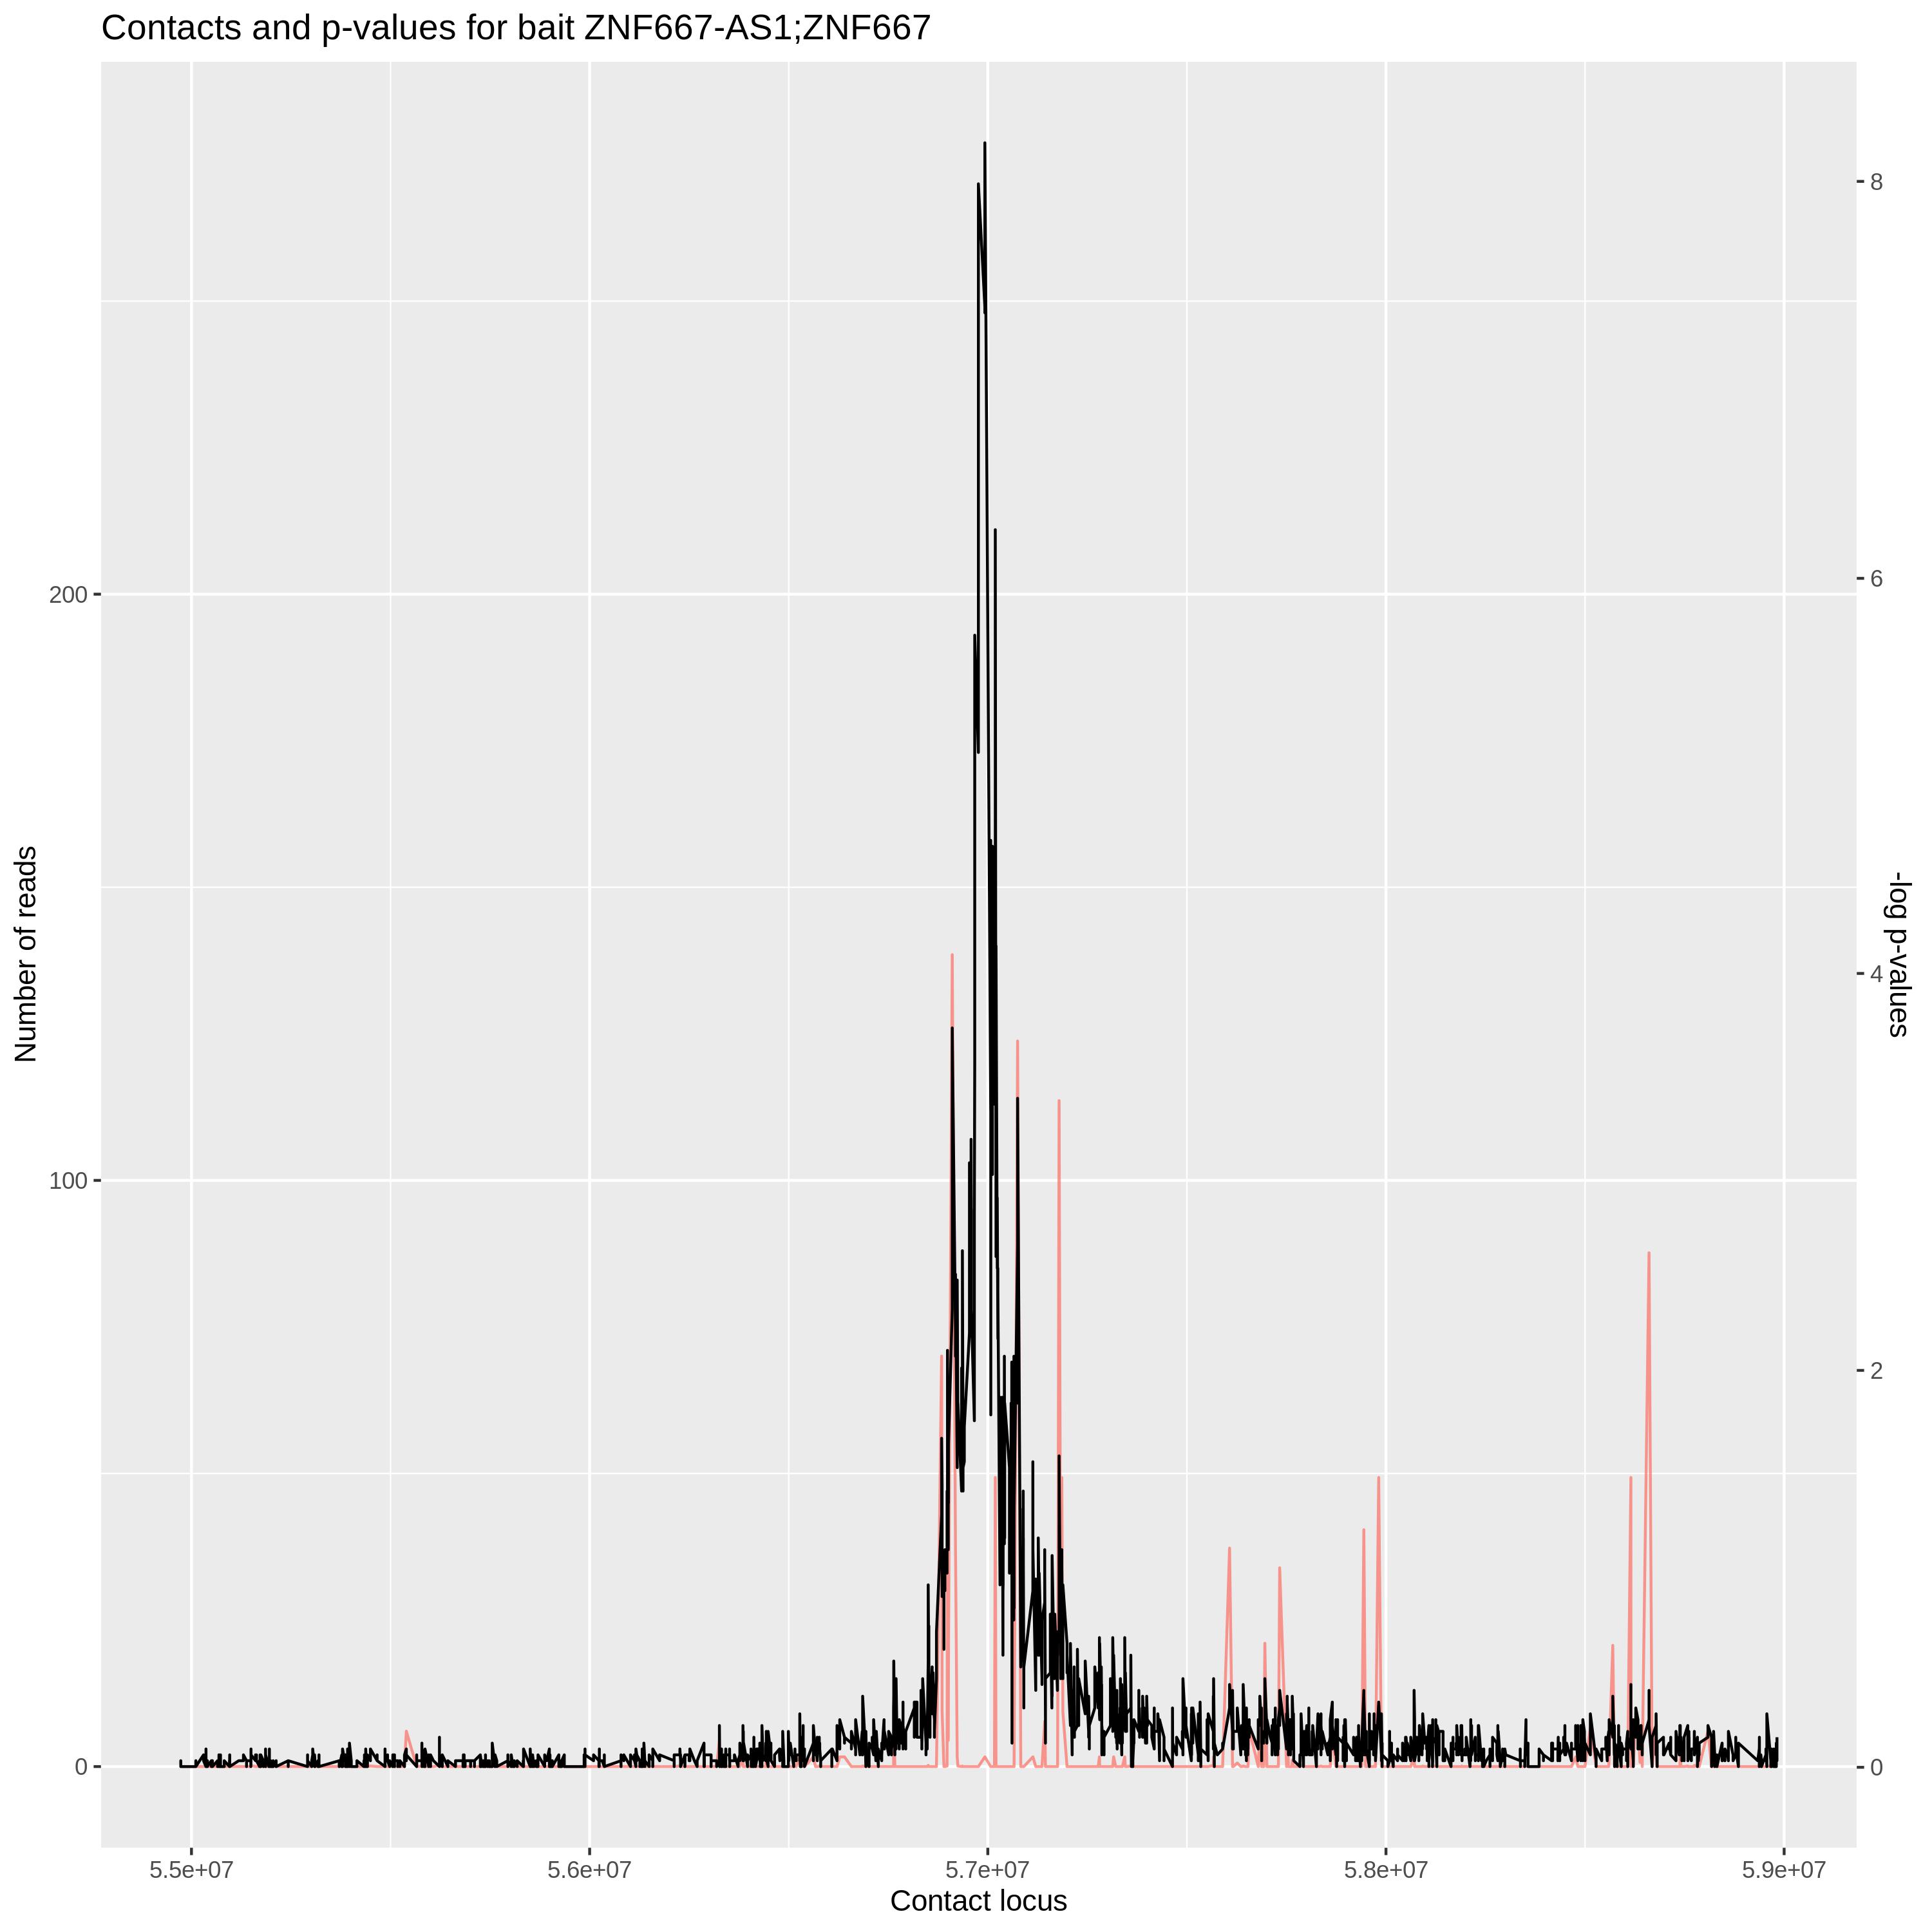 Contacts and p-values for bait ZNF667-AS1;ZNF667
Number of reads
200
100
0
8
6
4
2
0
-log p-values
5.5e+07 5.6e+07 5.7e+07 5.8e+07 5.9e+07
Contact locus